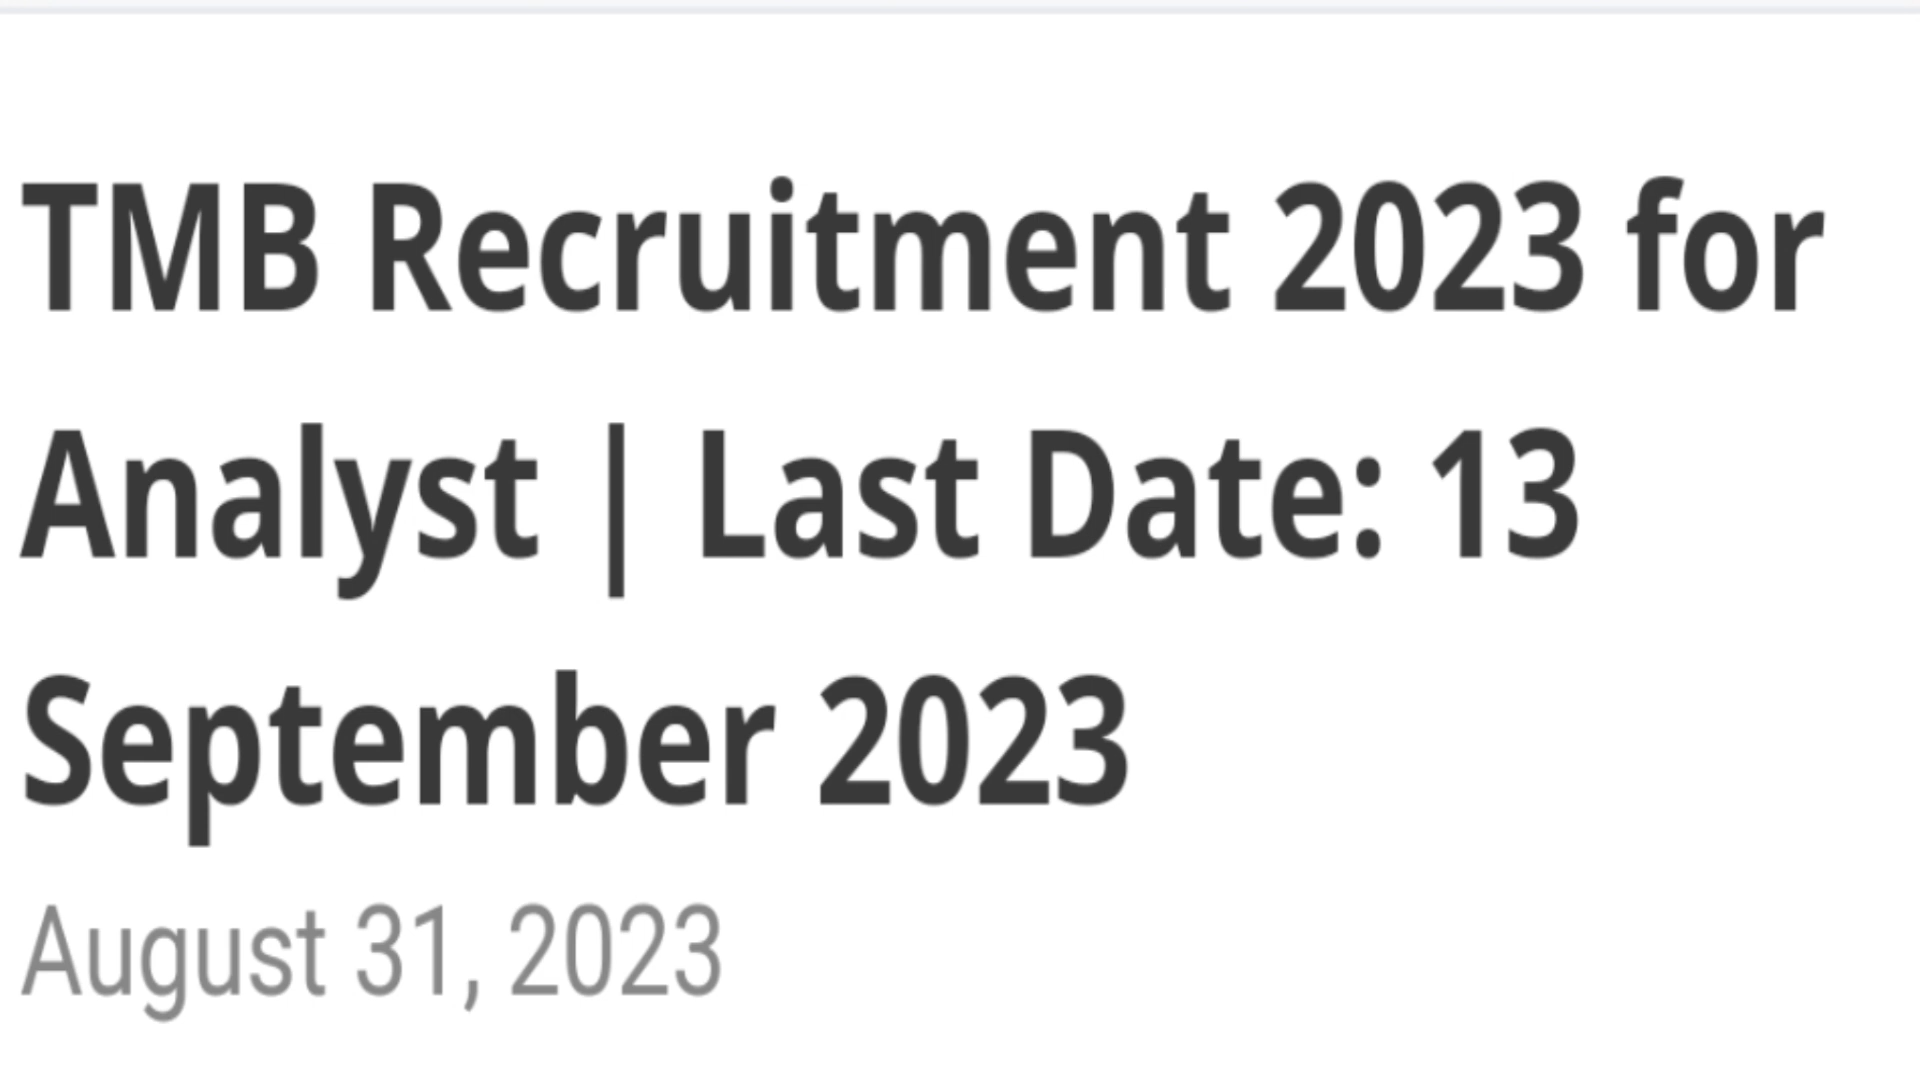 TMB Recruitment 2023 for
Analyst | Last Date: 13
September 2023
August 31, 2023